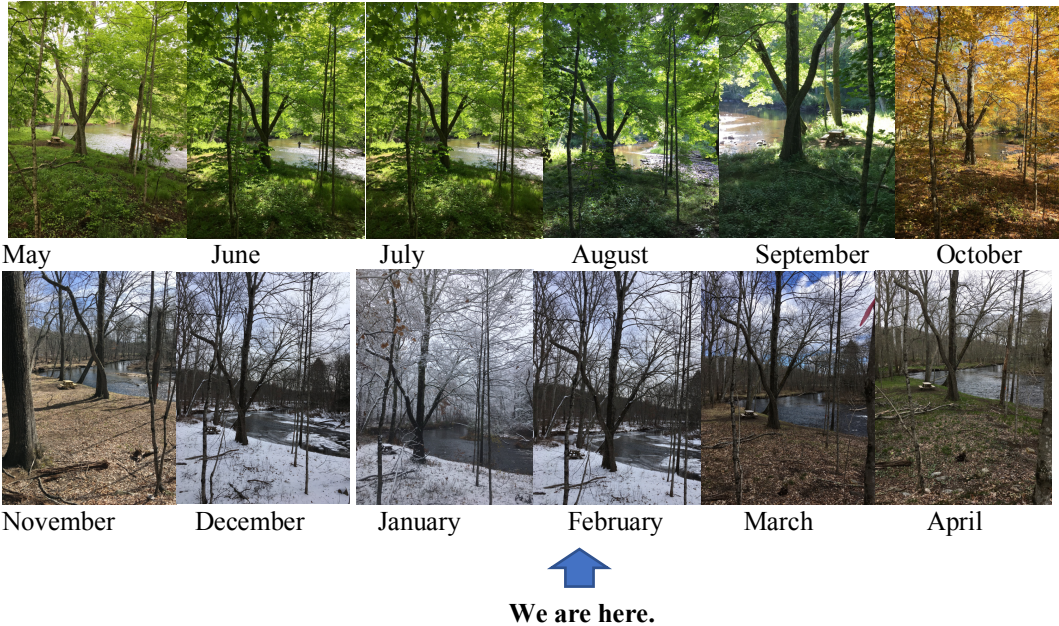 May June July August September October
November December January February March April
We are here.